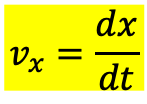 v_x = dx/dt